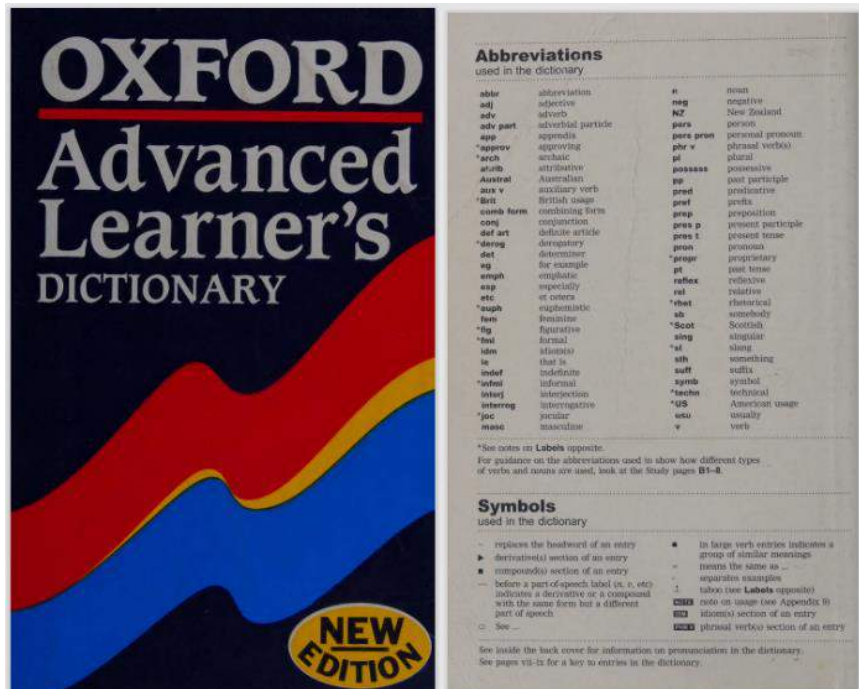 OXFORD
Advanced
Learner's
DICTIONARY
NEW
EDITION
Abbreviations
used in the dictionary
abbr abbreviation
adj adjective
adv adverb
adv part adverbial particle
app appendix
*approv approving
*arch archaic
attrib attributive
Austral Australian
aux v auxiliary verb
*Brit British usage
comb form combining form
conj conjunction
def art definite article
*derog derogatory
det determiner
eg for example
emph emphatic
esp especially
etc et cetera
*euph euphemistic
fem feminine
*fig figurative
*fml formal
idm idiom(s)
ie that is
indef indefinite
*infml informal
interj interjection
interrog interrogative
*joc jocular
masc masculine
n noun
neg negative
NZ New Zealand
pers person
pers pron personal pronoun
phr v phrasal verb(s)
pl plural
possess possessive
pp past participle
pred predicative
pref prefix
prep preposition
pres p present participle
pres t present tense
pron pronoun
*propr proprietary
pt past tense
reflex reflexive
rel relative
*rhet rhetorical
sb somebody
*Scot Scottish
sing singular
*sl slang
sth something
suff suffix
symb symbol
*techn technical
*US American usage
usu usually
v verb
*See notes on Labels opposite.
For guidance on the abbreviations used to show how different types
of verbs and nouns are used, look at the Study pages B1–8.
Symbols
used in the dictionary
~ replaces the headword of an entry
▶ derivative(s) section of an entry
■ compound(s) section of an entry
— before a part-of-speech label (n, v, etc)
indicates a derivative or a compound
with the same form but a different
part of speech
See ...
in large verb entries indicates a
group of similar meanings
= means the same as ...
separates examples
taboo (see Labels opposite)
NOTE note on usage (see Appendix 9)
IDM idiom(s) section of an entry
PHR V phrasal verb(s) section of an entry
See inside the back cover for information on pronunciation in the dictionary.
See pages vii-ix for a key to entries in the dictionary.